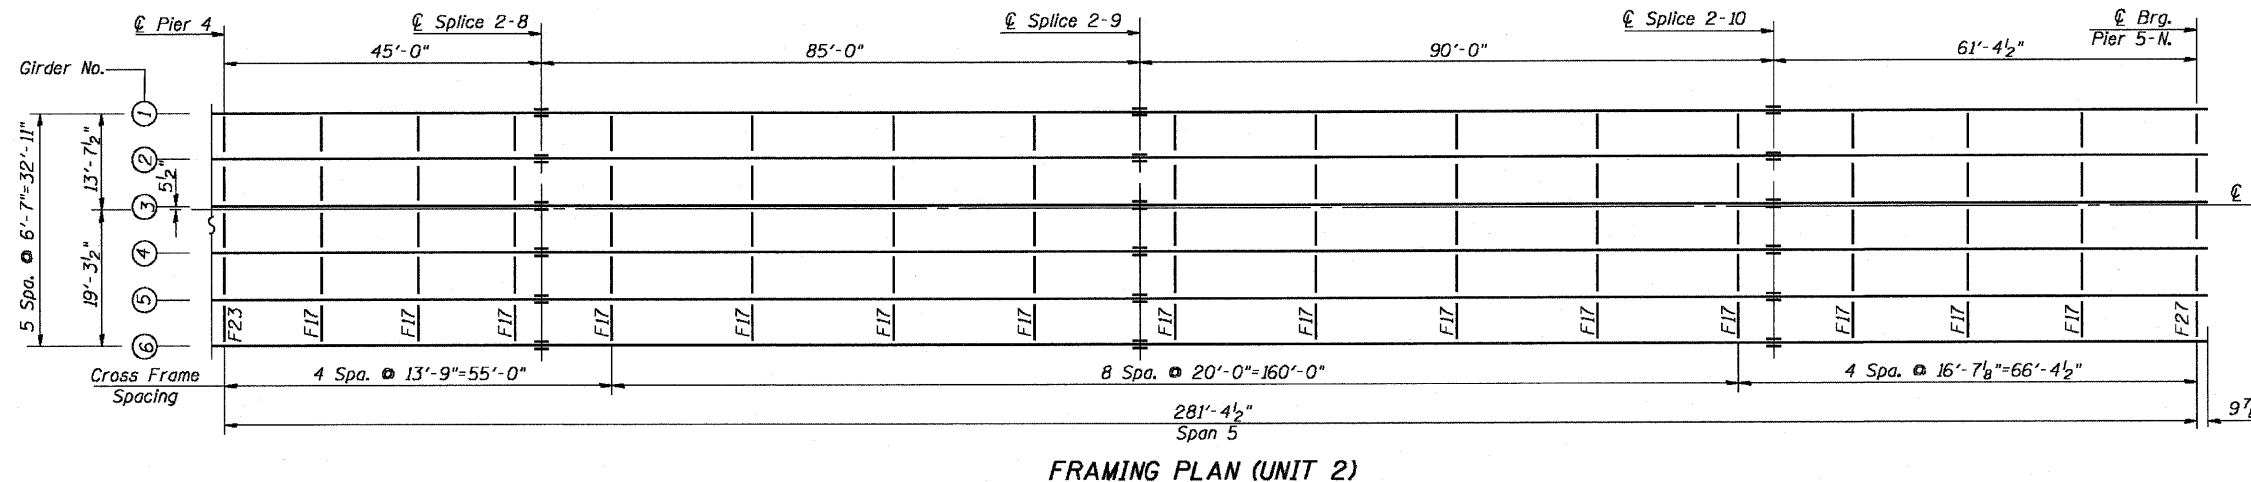 ℄ Pier 4
℄ Splice 2-8
℄ Splice 2-9
℄ Splice 2-10
℄ Brg.
Pier 5-N.
45'-0"
85'-0"
90'-0"
61'-4½"
Girder No.
1
2
3
4
5
6
5 Spa. @ 6'-7"=32'-11"
13'-7½"
19'-3½"
5½"
℄
F23
F17
F17
F17
F17
F17
F17
F17
F17
F17
F17
F17
F17
F27
Cross Frame
Spacing
4 Spa. @ 13'-9"=55'-0"
8 Spa. @ 20'-0"=160'-0"
4 Spa. @ 16'-7⅛"=66'-4½"
281'-4½"
Span 5
FRAMING PLAN (UNIT 2)